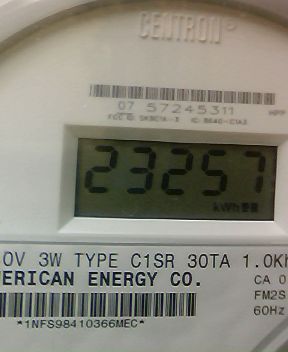 CENTRON®
07 57245311
23257
kWh
0V 3W TYPE C1SR 30TA 1.0Kh
ERICAN ENERGY CO.
CA 0
FM2S
60Hz
*1NFS98410366MEC*